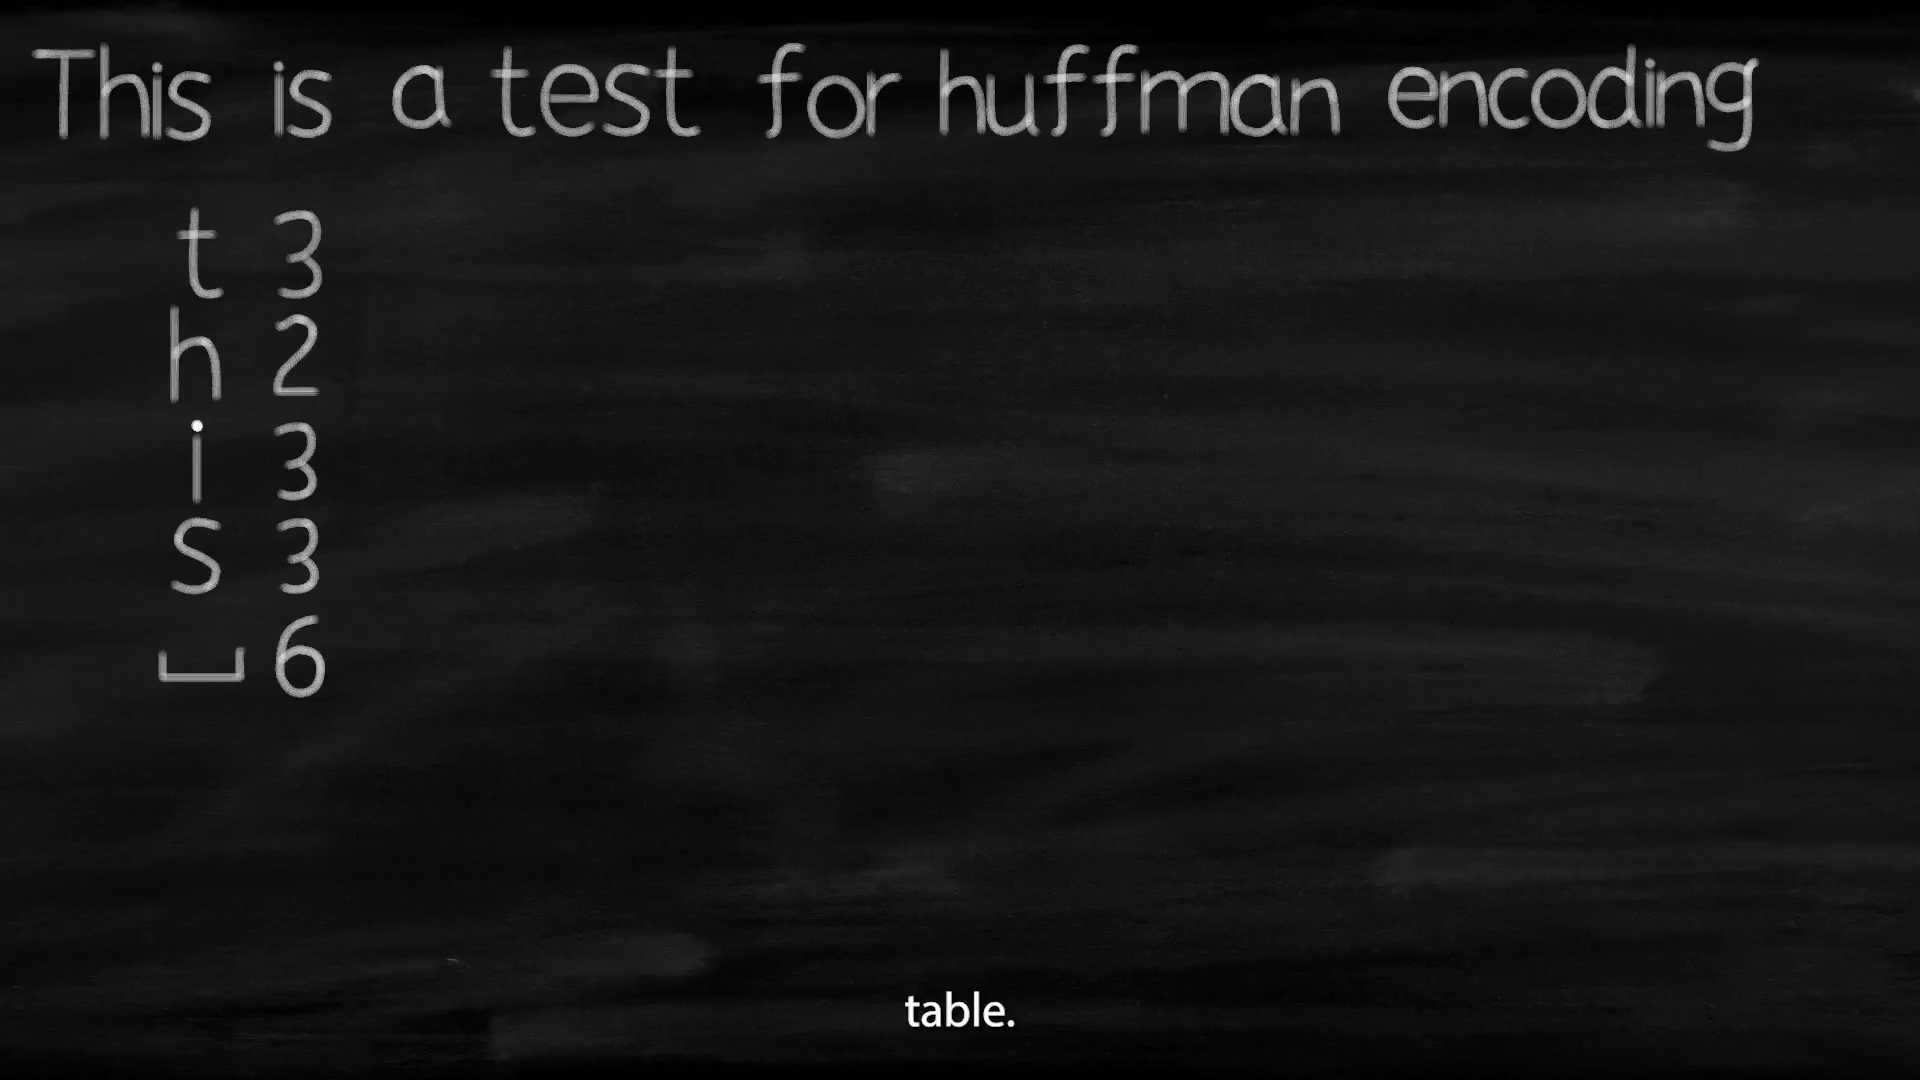 This is a test for huffman encoding
t 3
h 2
i 3
s 3
⎵ 6
table.